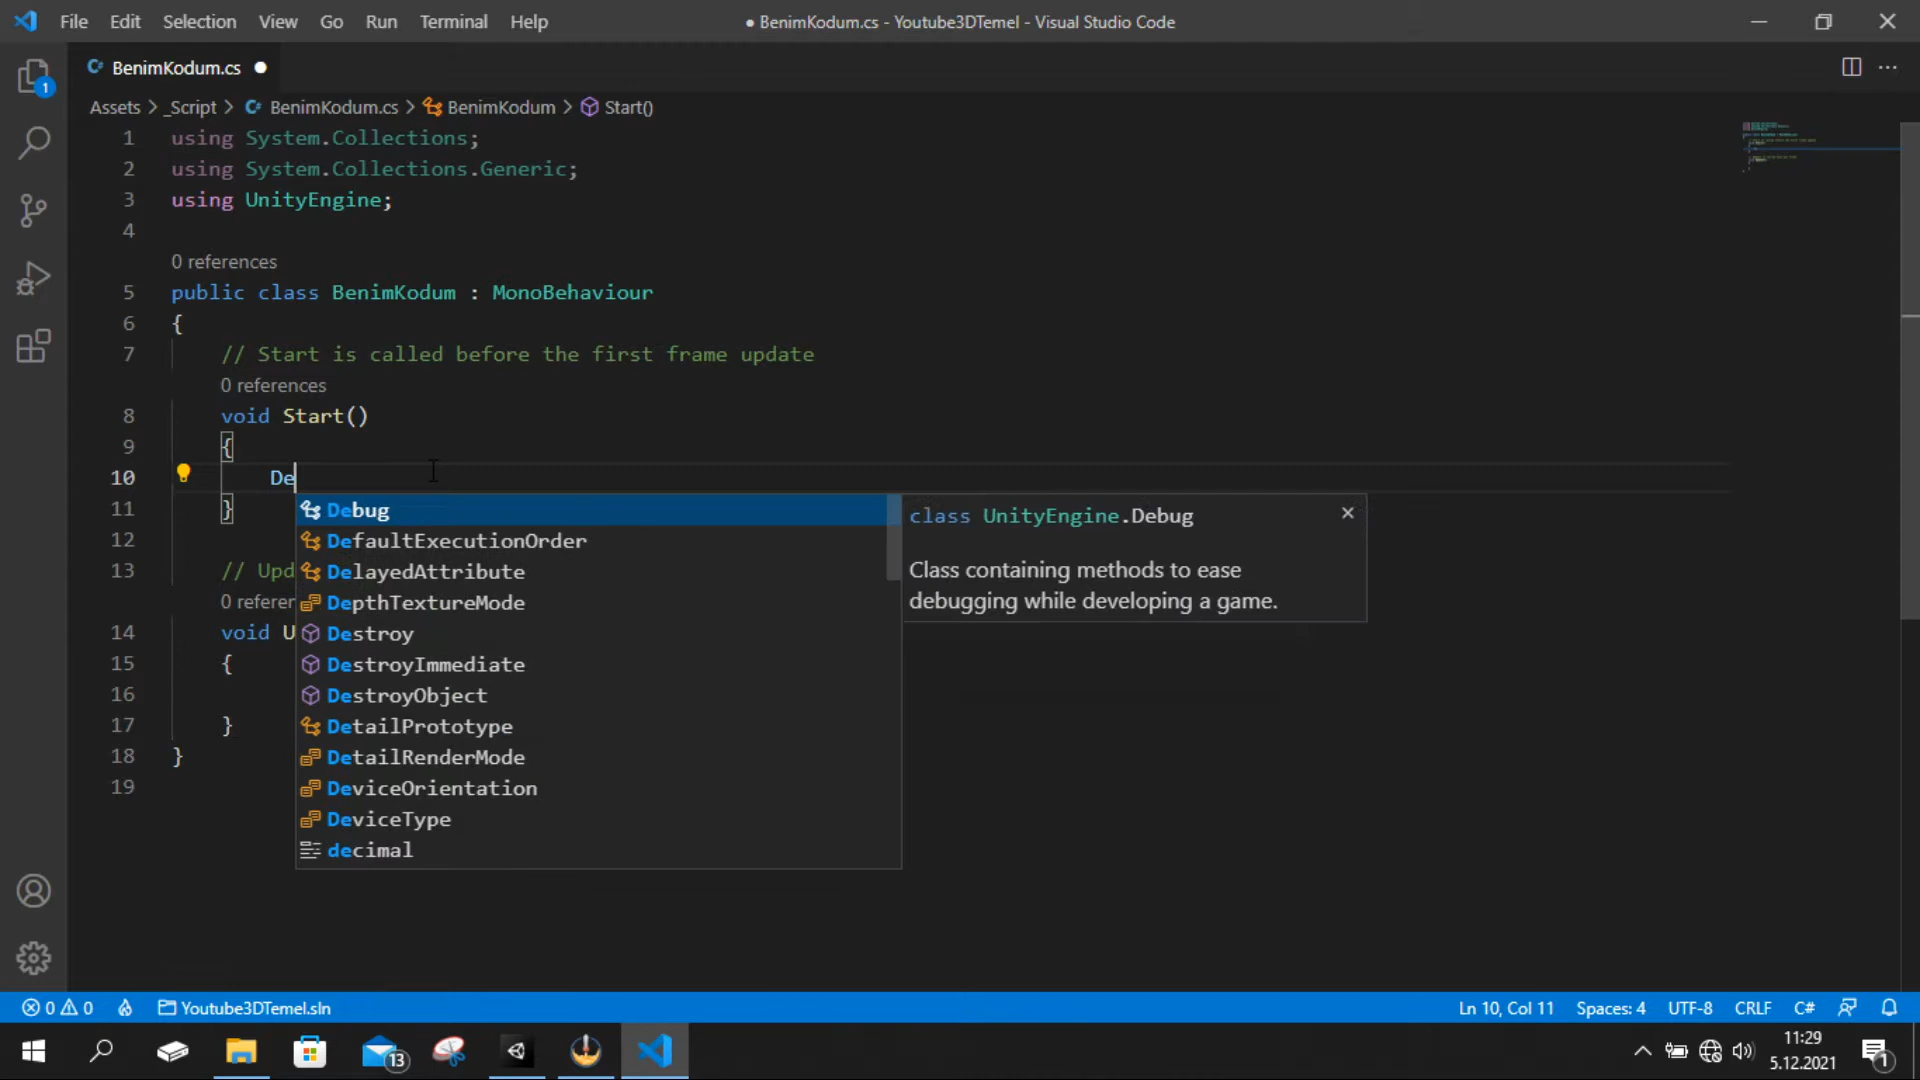 File Edit Selection View Go Run Terminal Help
● BenimKodum.cs - Youtube3DTemel - Visual Studio Code
BenimKodum.cs ●
Assets > _Script > BenimKodum.cs > BenimKodum > Start()
1 using System.Collections;
2 using System.Collections.Generic;
3 using UnityEngine;
4
0 references
5 public class BenimKodum : MonoBehaviour
6 {
7 // Start is called before the first frame update
0 references
8 void Start()
9 {
10 De
11 }
12
13 // Upd
0 referen
14 void U
15 {
16
17 }
18 }
19
Debug
DefaultExecutionOrder
DelayedAttribute
DepthTextureMode
Destroy
DestroyImmediate
DestroyObject
DetailPrototype
DetailRenderMode
DeviceOrientation
DeviceType
decimal
class UnityEngine.Debug
Class containing methods to ease
debugging while developing a game.
1
0 0 Youtube3DTemel.sln
Ln 10, Col 11 Spaces: 4 UTF-8 CRLF C#
13
11:29
5.12.2021
1